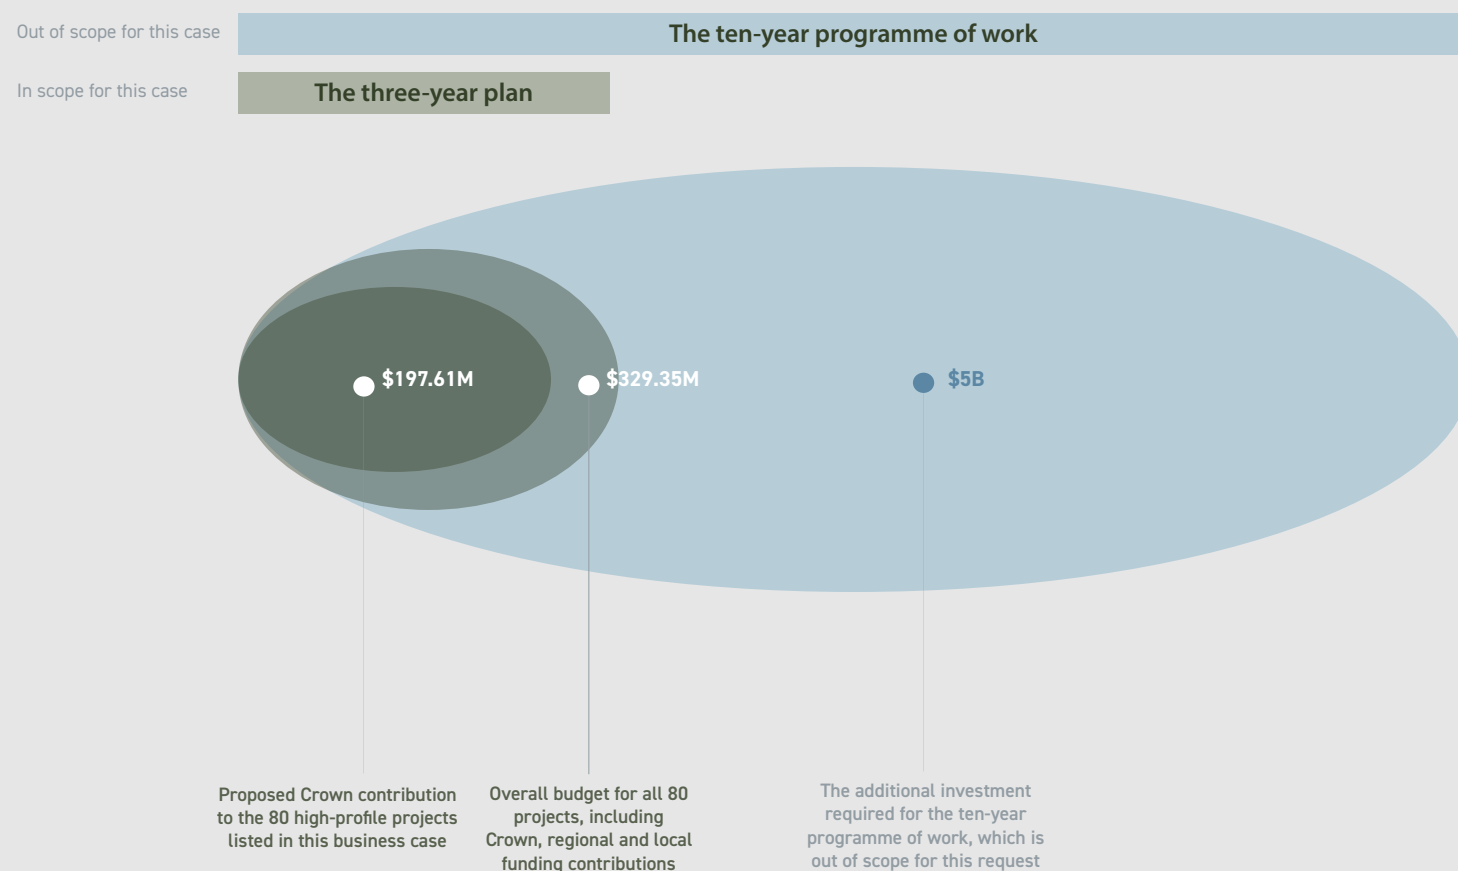 Out of scope for this case
The ten-year programme of work
In scope for this case
The three-year plan
$197.61M
$329.35M
$5B
Proposed Crown contribution
to the 80 high-profile projects
listed in this business case
Overall budget for all 80
projects, including
Crown, regional and local
funding contributions
The additional investment
required for the ten-year
programme of work, which is
out of scope for this request